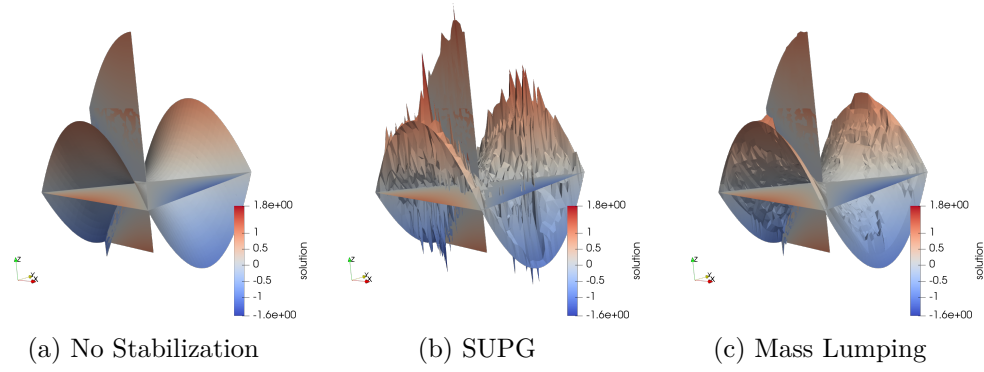 1.8e+00
1
0.5
0
-0.5
-1
-1.6e+00
solution
Z
Y
X
1.8e+00
1
0.5
0
-0.5
-1
-1.6e+00
solution
Z
Y
X
1.8e+00
1
0.5
0
-0.5
-1
-1.6e+00
solution
Z
Y
X
(a) No Stabilization
(b) SUPG
(c) Mass Lumping